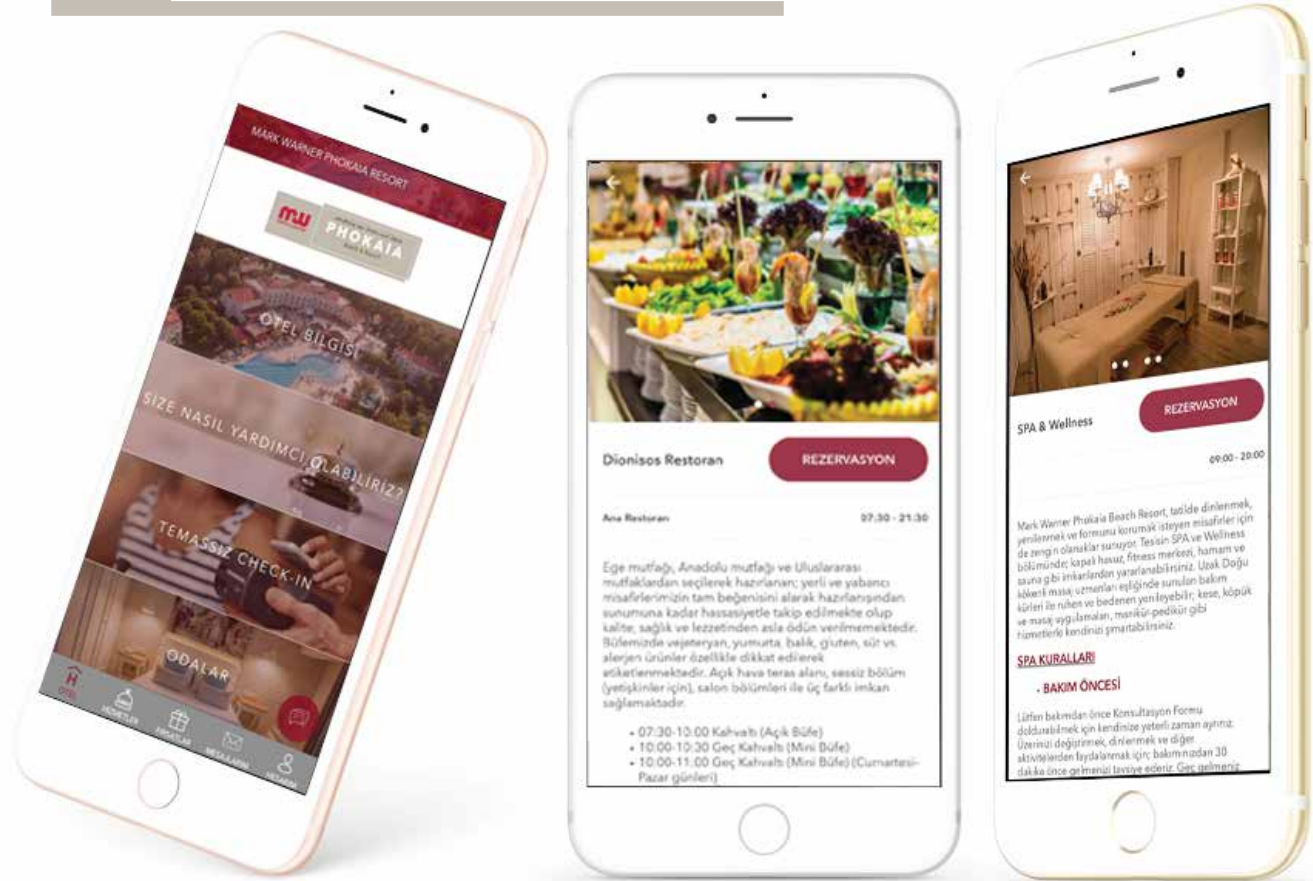 MARK WARNER PHOKAIA RESORT
mw
PHOKAIA
OTEL BİLGİSİ
SİZE NASIL YARDIMCI OLABİLİRİZ?
TEMASSIZ CHECK-IN
ODALAR
OTEL
HİZMETLER
FIRSATLAR
MESAJLARIM
HESABIM
Dionisos Restoran
REZERVASYON
Ana Restoran
07:30 - 21:30
Ege mutfağı, Anadolu mutfağı ve Uluslararası
mutfaklardan seçilerek hazırlanan; yerli ve yabancı
misafirlerimizin tam beğenisini alarak hazırlanışından
sunumuna kadar hassasiyetle takip edilmekte olup
kalite, sağlık ve lezzetinden asla ödün verilmemektedir.
Büfemizde vejeteryan, yumurta, balık, gluten, süt vs.
alerjen ürünler özellikle dikkat edilerek
etiketlenmektedir. Açık hava teras alanı, sessiz bölüm
(yetişkinler için), salon bölümleri ile üç farklı imkan
sağlamaktadır.
• 07:30-10:00 Kahvaltı (Açık Büfe)
• 10:00-10:30 Geç Kahvaltı (Mini Büfe)
• 10:00-11:00 Geç Kahvaltı (Mini Büfe) (Cumartesi-
Pazar günleri)
SPA & Wellness
REZERVASYON
09:00 - 20:00
Mark Warner Phokaia Beach Resort, tatilde dinlenmek,
yenilenmek ve formunu korumak isteyen misafirler için
de zengin olanaklar sunuyor. Tesisin SPA ve Wellness
bölümünde; kapalı havuz, fitness merkezi, hamam ve
sauna gibi imkanlardan yararlanabilirsiniz. Uzak Doğu
kökenli masaj uzmanları eşliğinde sunulan bakım
kürleri ile ruhen ve bedenen yenileyebilir; kese, köpük
ve masaj uygulamaları, manikür-pedikür gibi
hizmetlerle kendinizi şımartabilirsiniz.
SPA KURALLARI
• BAKIM ÖNCESİ
Lütfen bakımdan önce Konsultasyon Formu
doldurabilmek için kendinize yeterli zaman ayırınız.
Üzerinizi değiştirmek, dinlenmek ve diğer
aktivitelerden faydalanmak için; bakımınızdan 30
dakika önce gelmenizi tavsiye ederiz. Geç gelmeniz